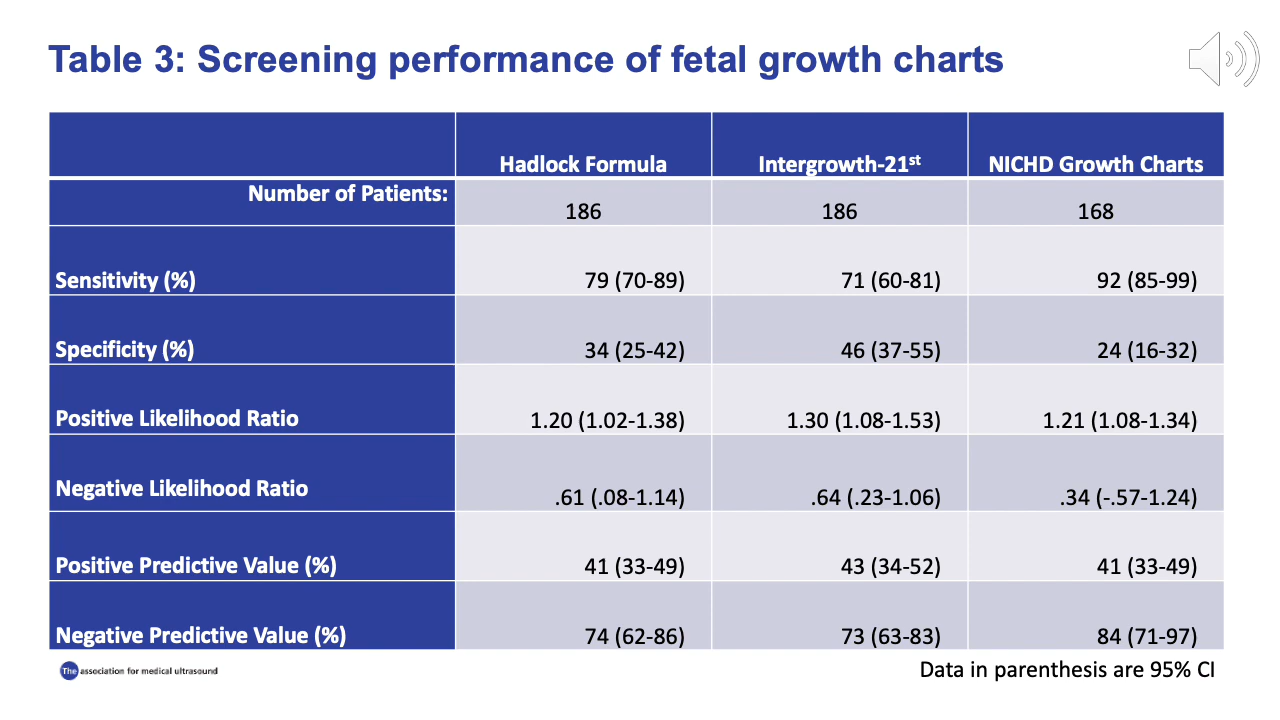 Table 3: Screening performance of fetal growth charts
Hadlock Formula Intergrowth-21st NICHD Growth Charts
Number of Patients: 186 186 168
Sensitivity (%) 79 (70-89) 71 (60-81) 92 (85-99)
Specificity (%) 34 (25-42) 46 (37-55) 24 (16-32)
Positive Likelihood Ratio 1.20 (1.02-1.38) 1.30 (1.08-1.53) 1.21 (1.08-1.34)
Negative Likelihood Ratio .61 (.08-1.14) .64 (.23-1.06) .34 (-.57-1.24)
Positive Predictive Value (%) 41 (33-49) 43 (34-52) 41 (33-49)
Negative Predictive Value (%) 74 (62-86) 73 (63-83) 84 (71-97)
The association for medical ultrasound
Data in parenthesis are 95% CI